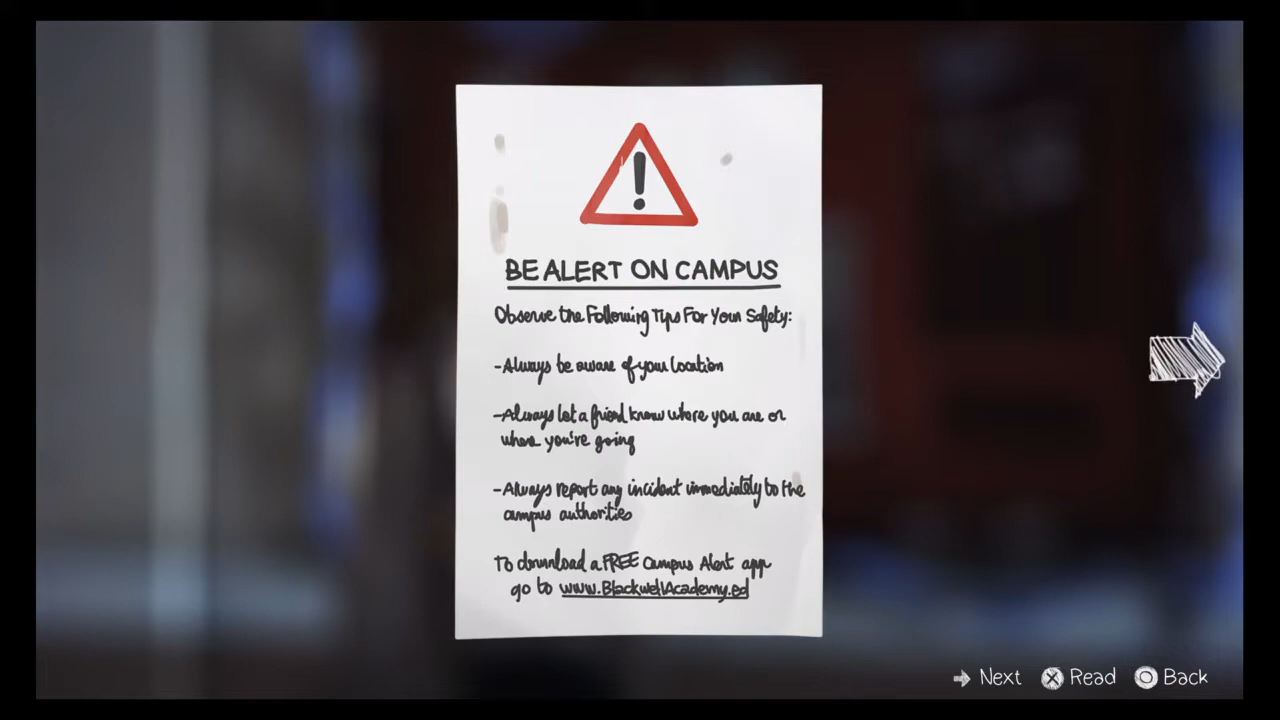 !
BE ALERT ON CAMPUS
Observe the Following Tips For Your Safety:
-Always be aware of your location
-Always let a friend know where you are or
where you're going
-Always report any incident immediately to the
campus authorities
To download a FREE Campus Alert app
go to www.BlackwellAcademy.ed
Next Read Back